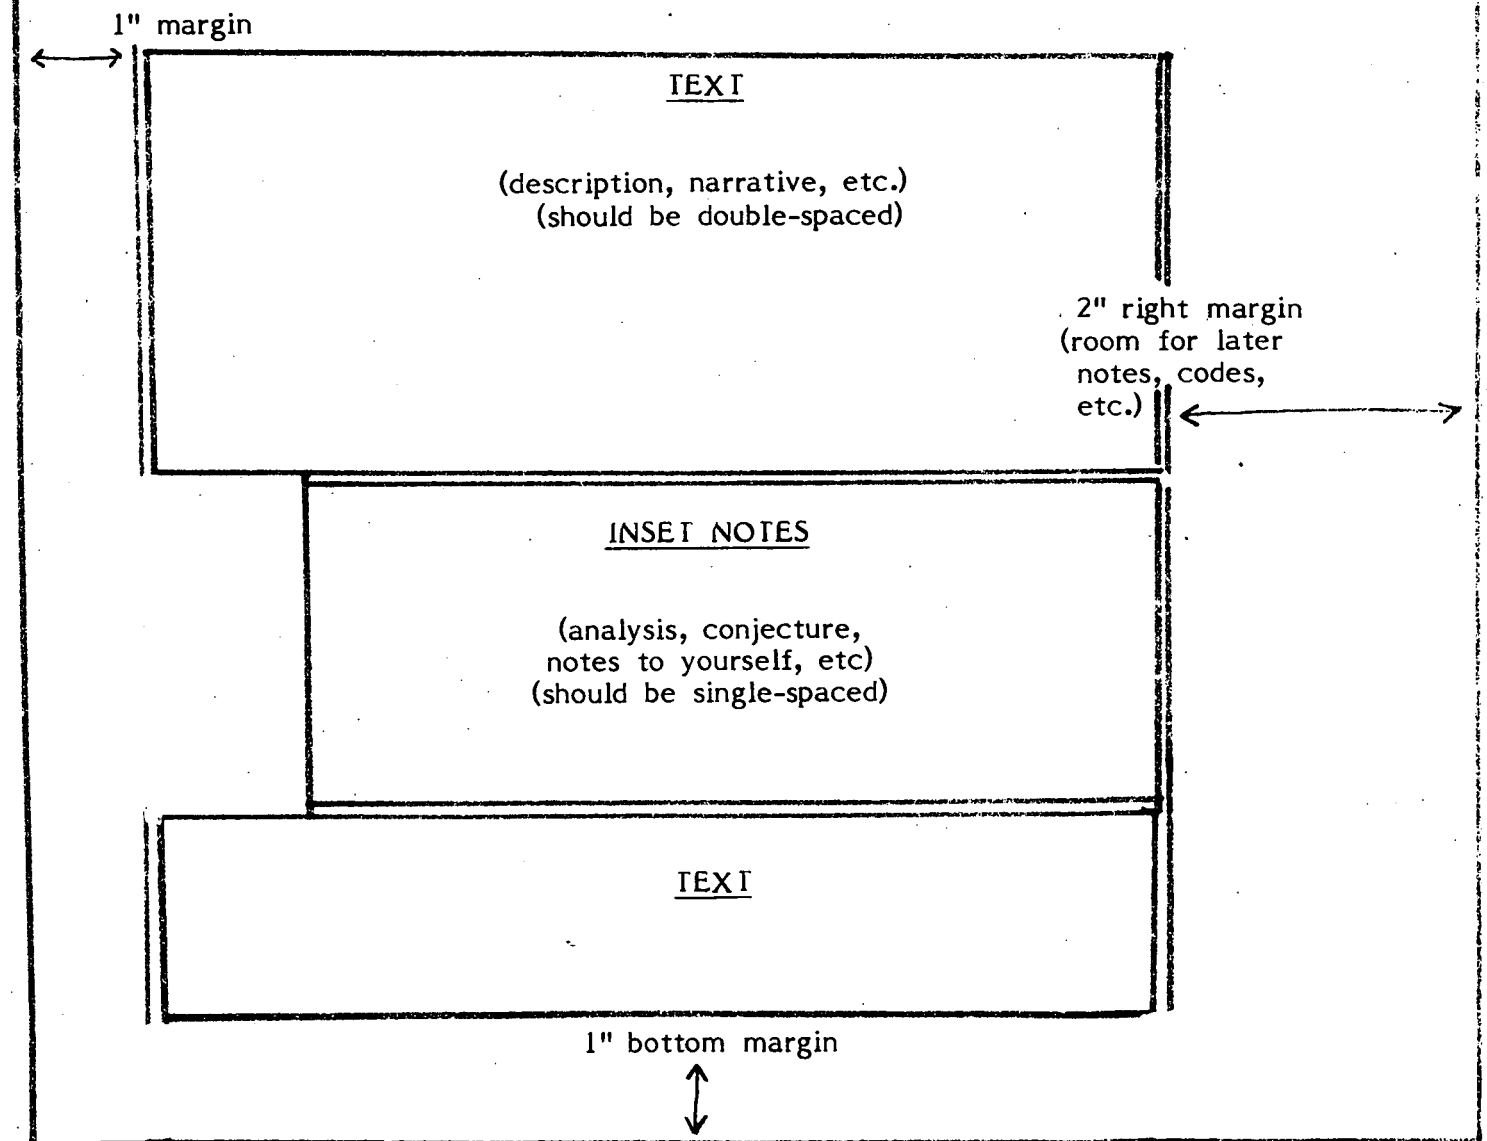 1" margin
TEXT
(description, narrative, etc.)
(should be double-spaced)
2" right margin
(room for later
notes, codes,
etc.)
INSET NOTES
(analysis, conjecture,
notes to yourself, etc)
(should be single-spaced)
TEXT
1" bottom margin